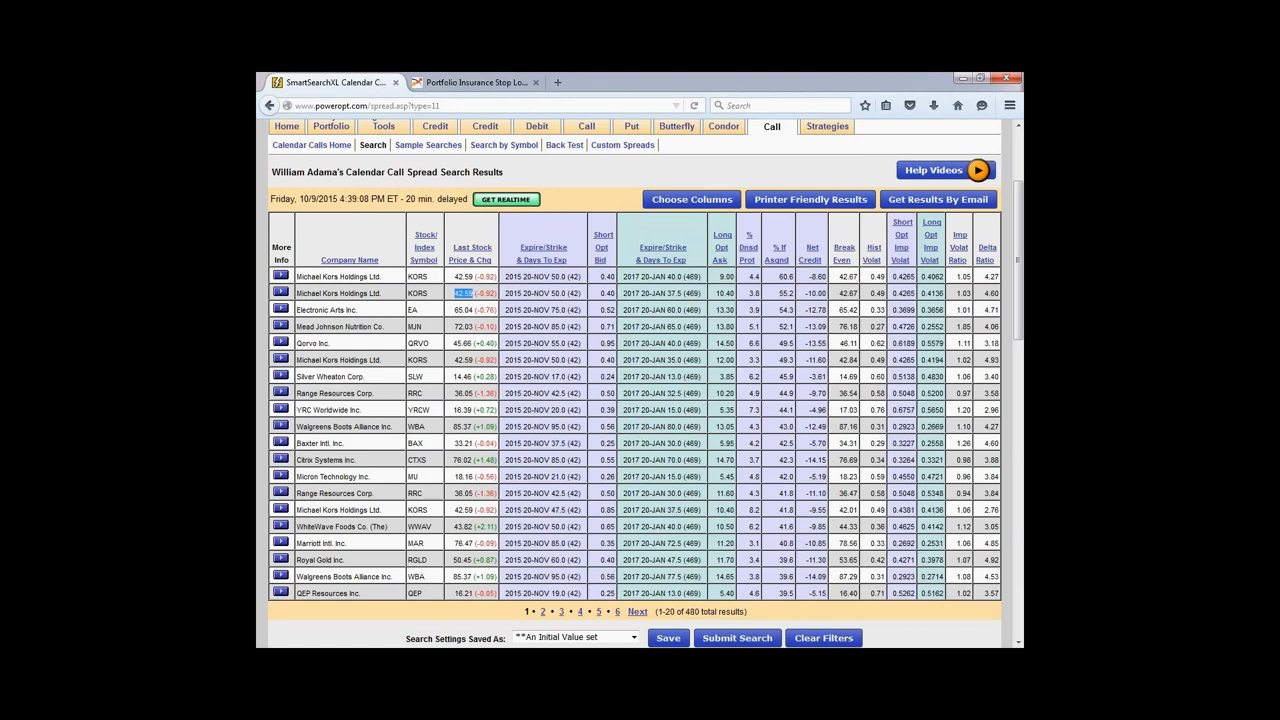 SmartSearchXL Calendar C...
Portfolio Insurance Stop Lo...
www.poweropt.com/spread.asp?type=11
Search
Home Portfolio Tools Credit Credit Debit Call Put Butterfly Condor Call Strategies
Calendar Calls Home Search Sample Searches Search by Symbol Back Test Custom Spreads
William Adama's Calendar Call Spread Search Results
Help Videos
Friday, 10/9/2015 4:39:08 PM ET - 20 min. delayed GET REALTIME Choose Columns Printer Friendly Results Get Results By Email
More Info Company Name Stock/ Index Symbol Last Stock Price & Chg Expire/Strike & Days To Exp Short Opt Bid Expire/Strike & Days To Exp Long Opt Ask % Dnsd Prot % If Asgnd Net Credit Break Even Hist Volat Short Opt Imp Volat Long Opt Imp Volat Imp Volat Ratio Delta Ratio
Michael Kors Holdings Ltd. KORS 42.59 (-0.92) 2015 20-NOV 50.0 (42) 0.40 2017 20-JAN 40.0 (469) 9.00 4.4 60.6 -8.60 42.67 0.49 0.4265 0.4062 1.05 4.27
Michael Kors Holdings Ltd. KORS 42.59 (-0.92) 2015 20-NOV 50.0 (42) 0.40 2017 20-JAN 37.5 (469) 10.40 3.8 55.2 -10.00 42.67 0.49 0.4265 0.4136 1.03 4.60
Electronic Arts Inc. EA 65.04 (-0.76) 2015 20-NOV 75.0 (42) 0.52 2017 20-JAN 60.0 (469) 13.30 3.9 54.3 -12.78 65.42 0.33 0.3699 0.3656 1.01 4.71
Mead Johnson Nutrition Co. MJN 72.03 (-0.10) 2015 20-NOV 85.0 (42) 0.71 2017 20-JAN 65.0 (469) 13.80 5.1 52.1 -13.09 76.18 0.27 0.4726 0.2552 1.85 4.06
Qorvo Inc. QRVO 45.66 (+0.40) 2015 20-NOV 55.0 (42) 0.95 2017 20-JAN 40.0 (469) 14.50 6.6 49.5 -13.55 46.11 0.62 0.6189 0.5579 1.11 3.18
Michael Kors Holdings Ltd. KORS 42.59 (-0.92) 2015 20-NOV 50.0 (42) 0.40 2017 20-JAN 35.0 (469) 12.00 3.3 49.3 -11.60 42.84 0.49 0.4265 0.4194 1.02 4.93
Silver Wheaton Corp. SLW 14.46 (+0.28) 2015 20-NOV 17.0 (42) 0.24 2017 20-JAN 13.0 (469) 3.85 6.2 45.9 -3.61 14.69 0.60 0.5138 0.4830 1.06 3.40
Range Resources Corp. RRC 36.05 (-1.36) 2015 20-NOV 42.5 (42) 0.50 2017 20-JAN 32.5 (469) 10.20 4.9 44.9 -9.70 36.54 0.58 0.5048 0.5200 0.97 3.58
YRC Worldwide Inc. YRCW 16.39 (+0.72) 2015 20-NOV 20.0 (42) 0.39 2017 20-JAN 15.0 (469) 5.35 7.3 44.1 -4.96 17.03 0.76 0.6757 0.5650 1.20 2.96
Walgreens Boots Alliance Inc. WBA 85.37 (+1.09) 2015 20-NOV 95.0 (42) 0.56 2017 20-JAN 80.0 (469) 13.05 4.3 43.0 -12.49 87.16 0.31 0.2923 0.2669 1.10 4.27
Baxter Intl. Inc. BAX 33.21 (-0.04) 2015 20-NOV 37.5 (42) 0.25 2017 20-JAN 30.0 (469) 5.95 4.2 42.5 -5.70 34.31 0.29 0.3227 0.2558 1.26 4.60
Citrix Systems Inc. CTXS 76.02 (+1.48) 2015 20-NOV 85.0 (42) 0.55 2017 20-JAN 70.0 (469) 14.70 3.7 42.3 -14.15 76.69 0.34 0.3264 0.3321 0.98 3.88
Micron Technology Inc. MU 18.16 (-0.56) 2015 20-NOV 21.0 (42) 0.26 2017 20-JAN 15.0 (469) 5.45 4.8 42.0 -5.19 18.23 0.59 0.4550 0.4721 0.96 3.84
Range Resources Corp. RRC 36.05 (-1.36) 2015 20-NOV 42.5 (42) 0.50 2017 20-JAN 30.0 (469) 11.60 4.3 41.8 -11.10 36.47 0.58 0.5048 0.5348 0.94 3.84
Michael Kors Holdings Ltd. KORS 42.59 (-0.92) 2015 20-NOV 47.5 (42) 0.85 2017 20-JAN 37.5 (469) 10.40 8.2 41.8 -9.55 42.01 0.49 0.4381 0.4136 1.06 2.76
WhiteWave Foods Co. (The) WWAV 43.82 (+2.11) 2015 20-NOV 50.0 (42) 0.65 2017 20-JAN 40.0 (469) 10.50 6.2 41.6 -9.85 44.33 0.36 0.4625 0.4142 1.12 3.05
Marriott Intl. Inc. MAR 76.47 (-0.09) 2015 20-NOV 85.0 (42) 0.35 2017 20-JAN 72.5 (469) 11.20 3.1 40.8 -10.85 78.56 0.33 0.2692 0.2531 1.06 4.85
Royal Gold Inc. RGLD 50.45 (+0.87) 2015 20-NOV 60.0 (42) 0.40 2017 20-JAN 47.5 (469) 11.70 3.4 39.6 -11.30 53.65 0.42 0.4271 0.3978 1.07 4.92
Walgreens Boots Alliance Inc. WBA 85.37 (+1.09) 2015 20-NOV 95.0 (42) 0.56 2017 20-JAN 77.5 (469) 14.65 3.8 39.6 -14.09 87.29 0.31 0.2923 0.2714 1.08 4.53
QEP Resources Inc. QEP 16.21 (-0.05) 2015 20-NOV 19.0 (42) 0.25 2017 20-JAN 15.0 (469) 5.40 4.6 39.5 -5.15 16.40 0.71 0.5262 0.5162 1.02 3.57
1 • 2 • 3 • 4 • 5 • 6 Next (1-20 of 480 total results)
Search Settings Saved As: **An Initial Value set Save Submit Search Clear Filters